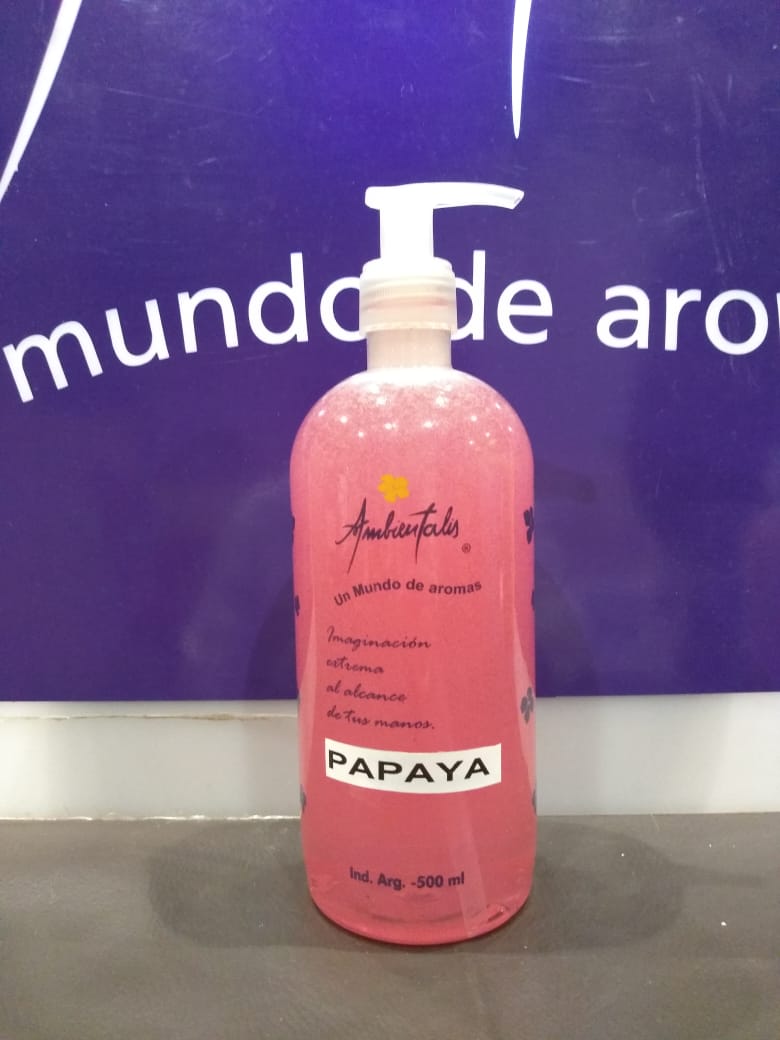 mundo de aro
Ambientalis
®
Un Mundo de aromas
Imaginación
extrema
al alcance
de tus manos.
PAPAYA
Ind. Arg. -500 ml